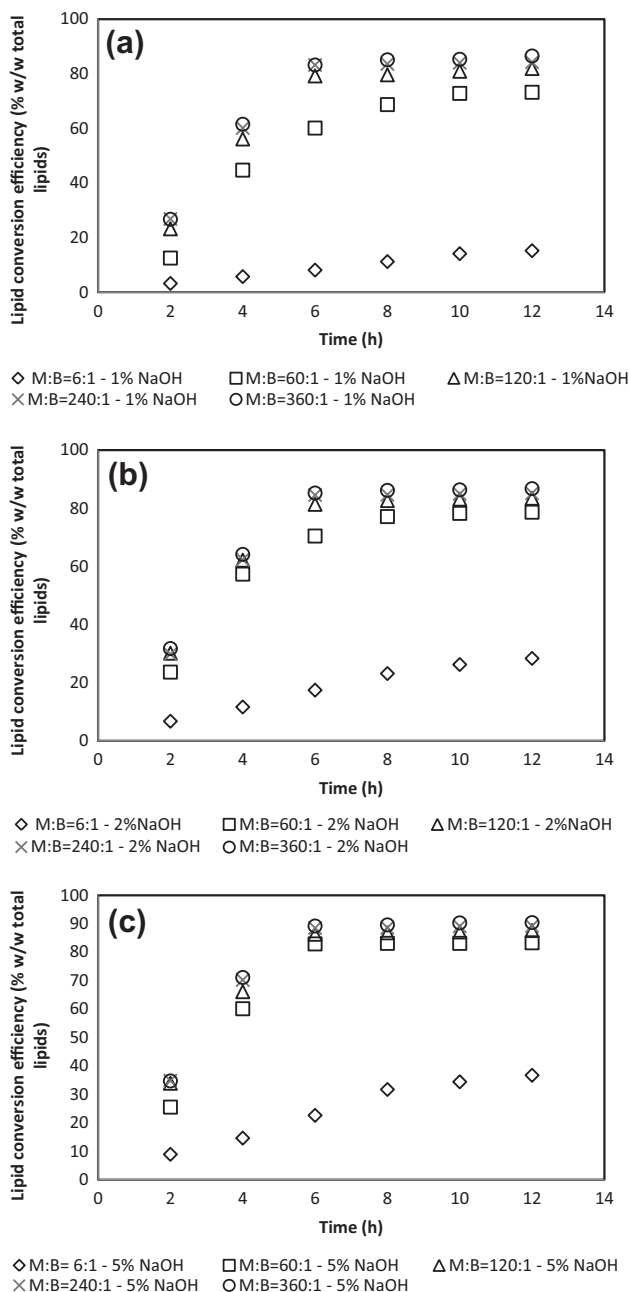 (a)
Lipid conversion efficiency (% w/w total
lipids)
100
80
60
40
20
0
0 2 4 6 8 10 12 14
Time (h)
M:B=6:1 - 1% NaOH M:B=60:1 - 1% NaOH M:B=120:1 - 1%NaOH
M:B=240:1 - 1% NaOH M:B=360:1 - 1% NaOH
(b)
Lipid conversion efficiency (% w/w total
lipids)
100
80
60
40
20
0
0 2 4 6 8 10 12 14
Time (h)
M:B=6:1 - 2%NaOH M:B=60:1 - 2% NaOH M:B=120:1 - 2%NaOH
M:B=240:1 - 2% NaOH M:B=360:1 - 2% NaOH
(c)
Lipid conversion efficiency (% w/w total
lipids)
100
90
80
70
60
50
40
30
20
10
0
0 2 4 6 8 10 12 14
Time (h)
M:B= 6:1 - 5% NaOH M:B=60:1 - 5% NaOH M:B=120:1 - 5% NaOH
M:B=240:1 - 5% NaOH M:B=360:1 - 5% NaOH